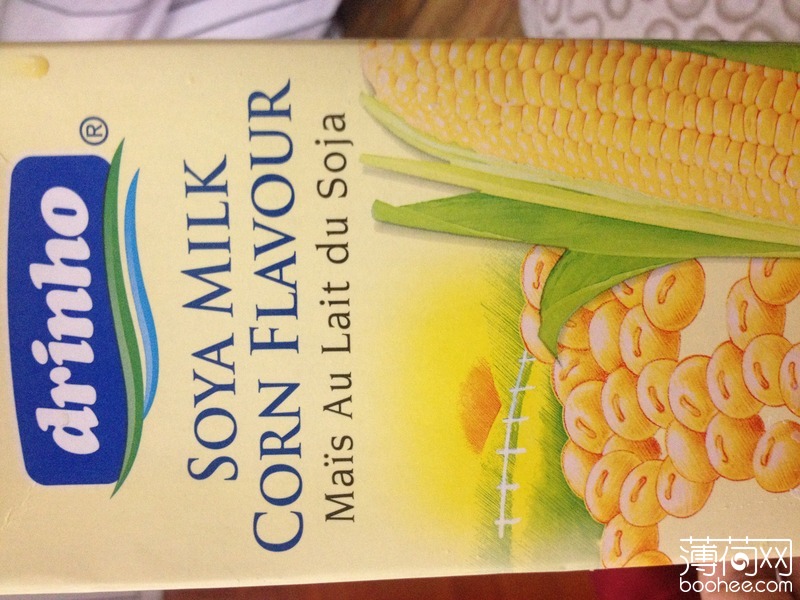 drinho®
SOYA MILK
CORN FLAVOUR
Maïs Au Lait du Soja
薄荷网
boohee.com